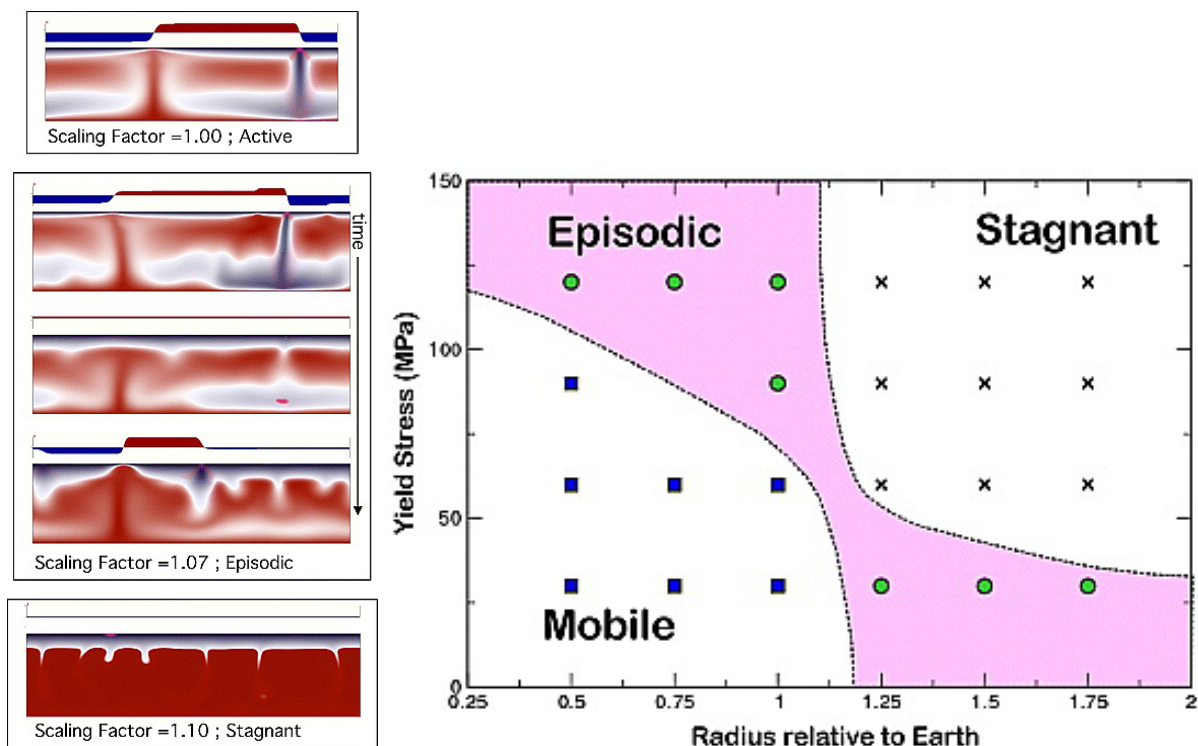 Scaling Factor =1.00 ; Active
time
Scaling Factor =1.07 ; Episodic
Scaling Factor =1.10 ; Stagnant
150
100
50
0
Yield Stress (MPa)
Episodic
Stagnant
Mobile
0.25 0.5 0.75 1 1.25 1.5 1.75 2
Radius relative to Earth